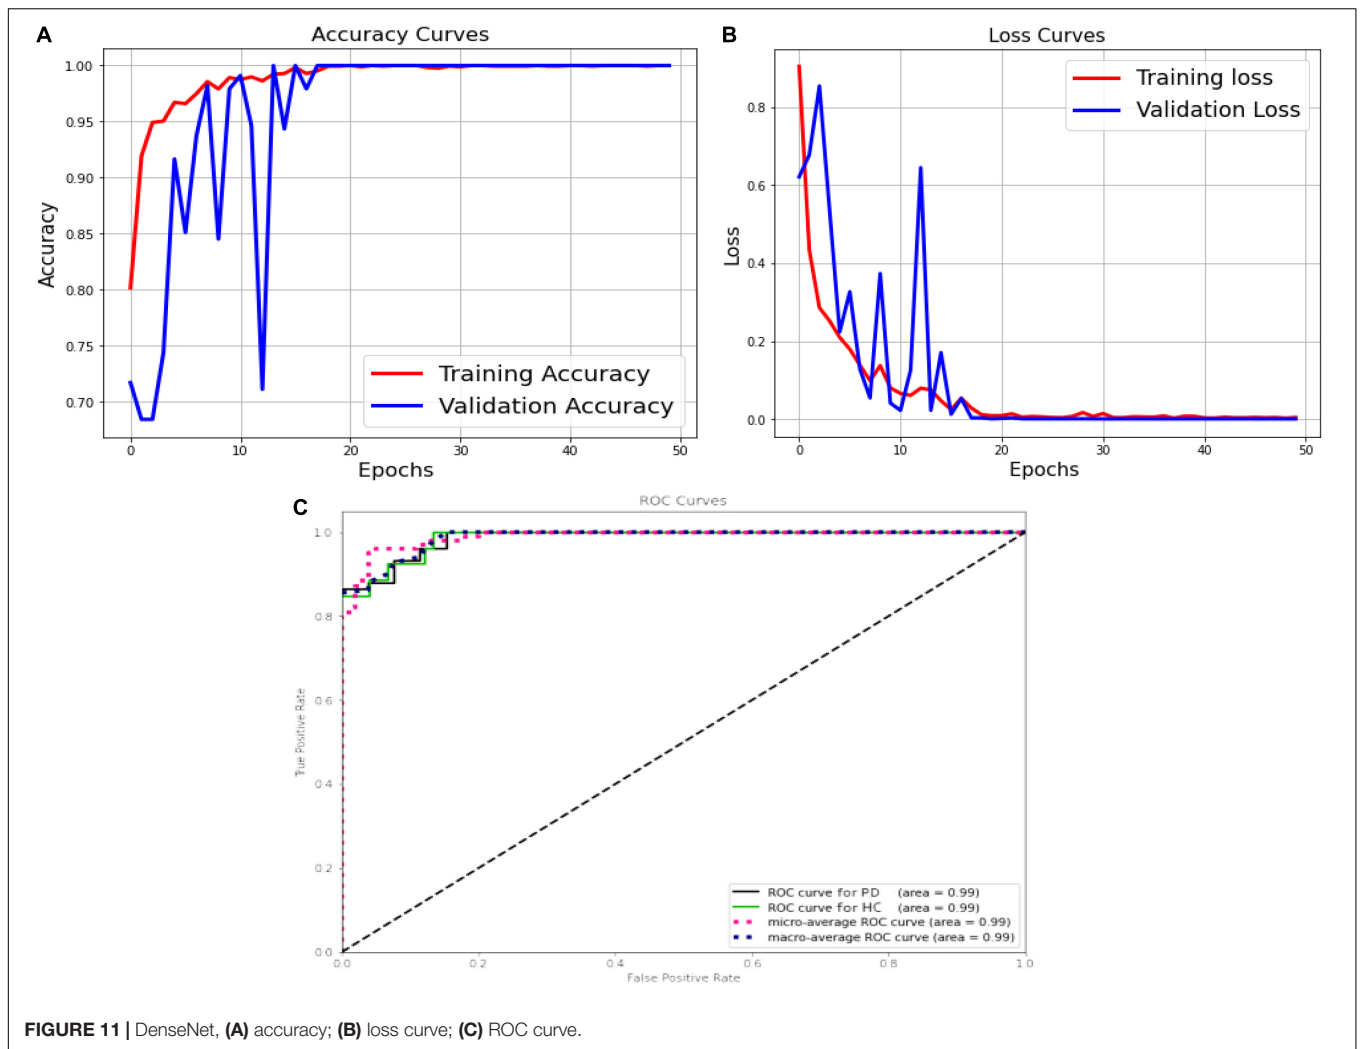 A
Accuracy Curves
1.00
0.95
0.90
0.85
0.80
0.75
0.70
Accuracy
Training Accuracy
Validation Accuracy
0 10 20 30 40 50
Epochs
B
Loss Curves
Training loss
Validation Loss
0.8
0.6
0.4
0.2
0.0
Loss
0 10 20 30 40 50
Epochs
C
ROC Curves
1.0
0.8
0.6
0.4
0.2
0.0
True Positive Rate
ROC curve for PD (area = 0.99)
ROC curve for HC (area = 0.99)
micro-average ROC curve (area = 0.99)
macro-average ROC curve (area = 0.99)
0.0 0.2 0.4 0.6 0.8 1.0
False Positive Rate
FIGURE 11 | DenseNet, (A) accuracy; (B) loss curve; (C) ROC curve.